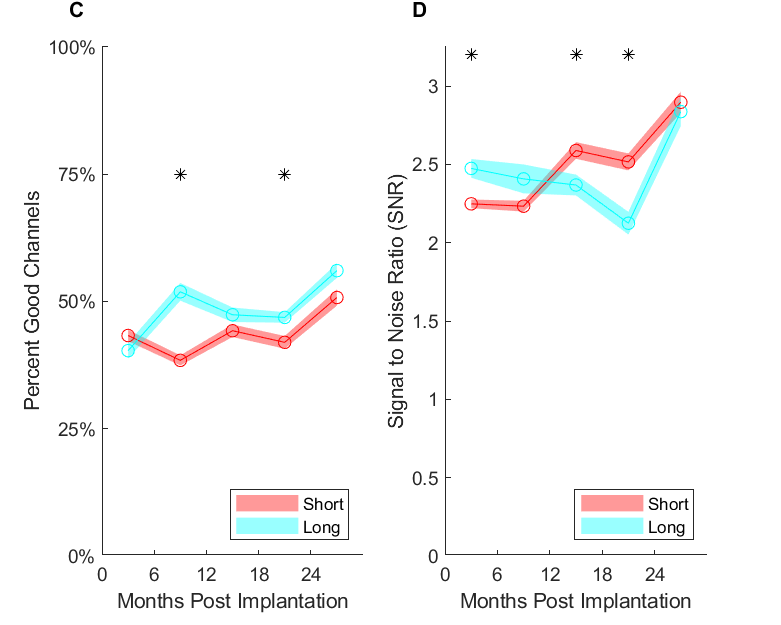 C
100%
75%
50%
25%
0%
Percent Good Channels
0 6 12 18 24
Months Post Implantation
Short
Long
D
3
2.5
2
1.5
1
0.5
0
Signal to Noise Ratio (SNR)
0 6 12 18 24
Months Post Implantation
Short
Long